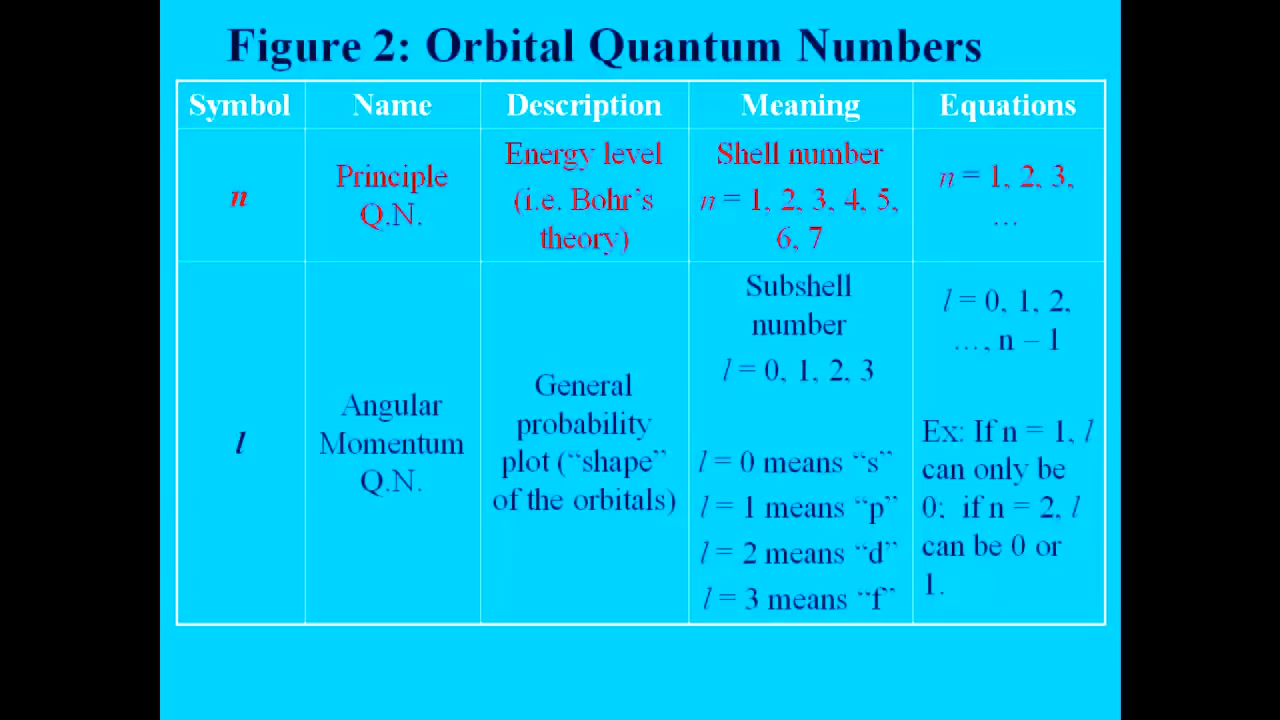 Figure 2: Orbital Quantum Numbers
Symbol Name Description Meaning Equations
n
Principle
Q.N.
Energy level
(i.e. Bohr´s
theory)
Shell number
n = 1, 2, 3, 4, 5,
6, 7
n = 1, 2, 3,
…
l
Angular
Momentum
Q.N.
General
probability
plot (“shape”
of the orbitals)
Subshell
number
l = 0, 1, 2, 3
l = 0 means “s”
l = 1 means “p”
l = 2 means “d”
l = 3 means “f”
l = 0, 1, 2,
…, n – 1
Ex: If n = 1, l
can only be
0; if n = 2, l
can be 0 or
1.